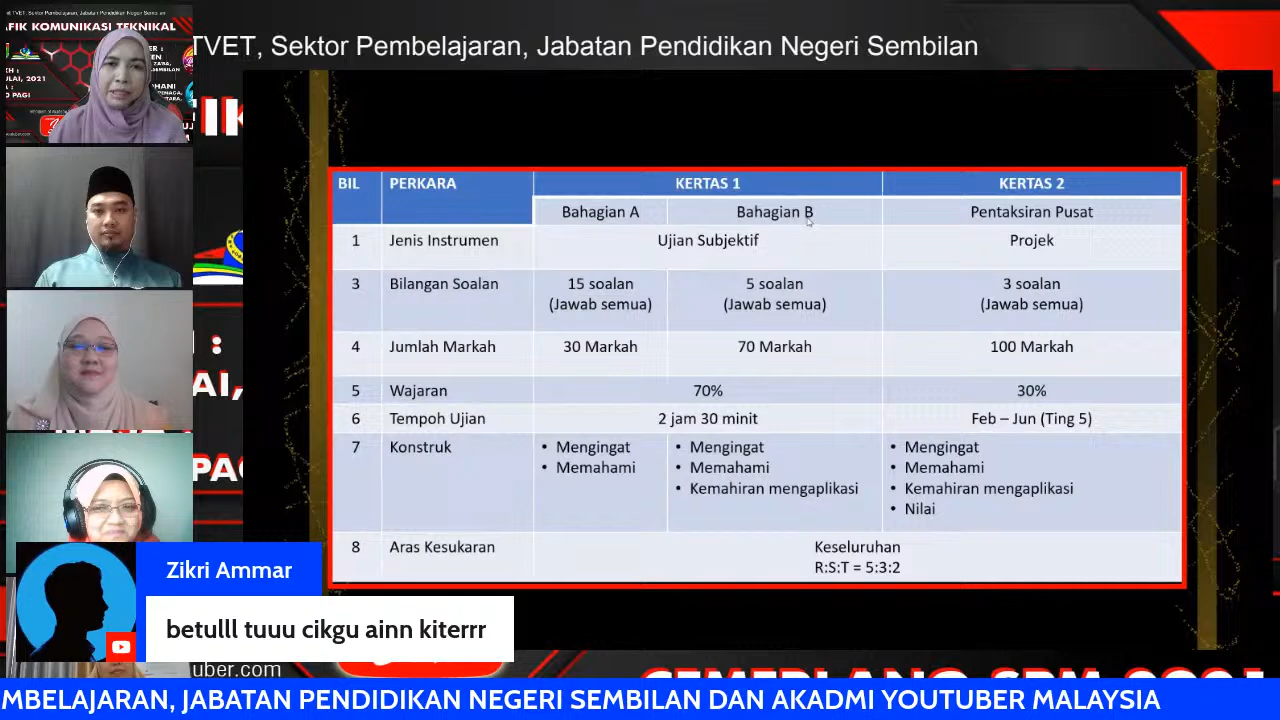 TVET, Sektor Pembelajaran, Jabatan Pendidikan Negeri Sembilan
AFIK KOMUNIKASI TEKNIKAL
BIL PERKARA KERTAS 1 KERTAS 2
Bahagian A Bahagian B Pentaksiran Pusat
1 Jenis Instrumen Ujian Subjektif Projek
3 Bilangan Soalan 15 soalan 5 soalan 3 soalan
(Jawab semua) (Jawab semua) (Jawab semua)
4 Jumlah Markah 30 Markah 70 Markah 100 Markah
5 Wajaran 70% 30%
6 Tempoh Ujian 2 jam 30 minit Feb – Jun (Ting 5)
7 Konstruk • Mengingat • Mengingat • Mengingat
• Memahami • Memahami • Memahami
• Kemahiran mengaplikasi • Kemahiran mengaplikasi
• Nilai
8 Aras Kesukaran Keseluruhan
R:S:T = 5:3:2
Zikri Ammar
betulll tuuu cikgu ainn kiterrr
uber.com
MBELAJARAN, JABATAN PENDIDIKAN NEGERI SEMBILAN DAN AKADMI YOUTUBER MALAYSIA